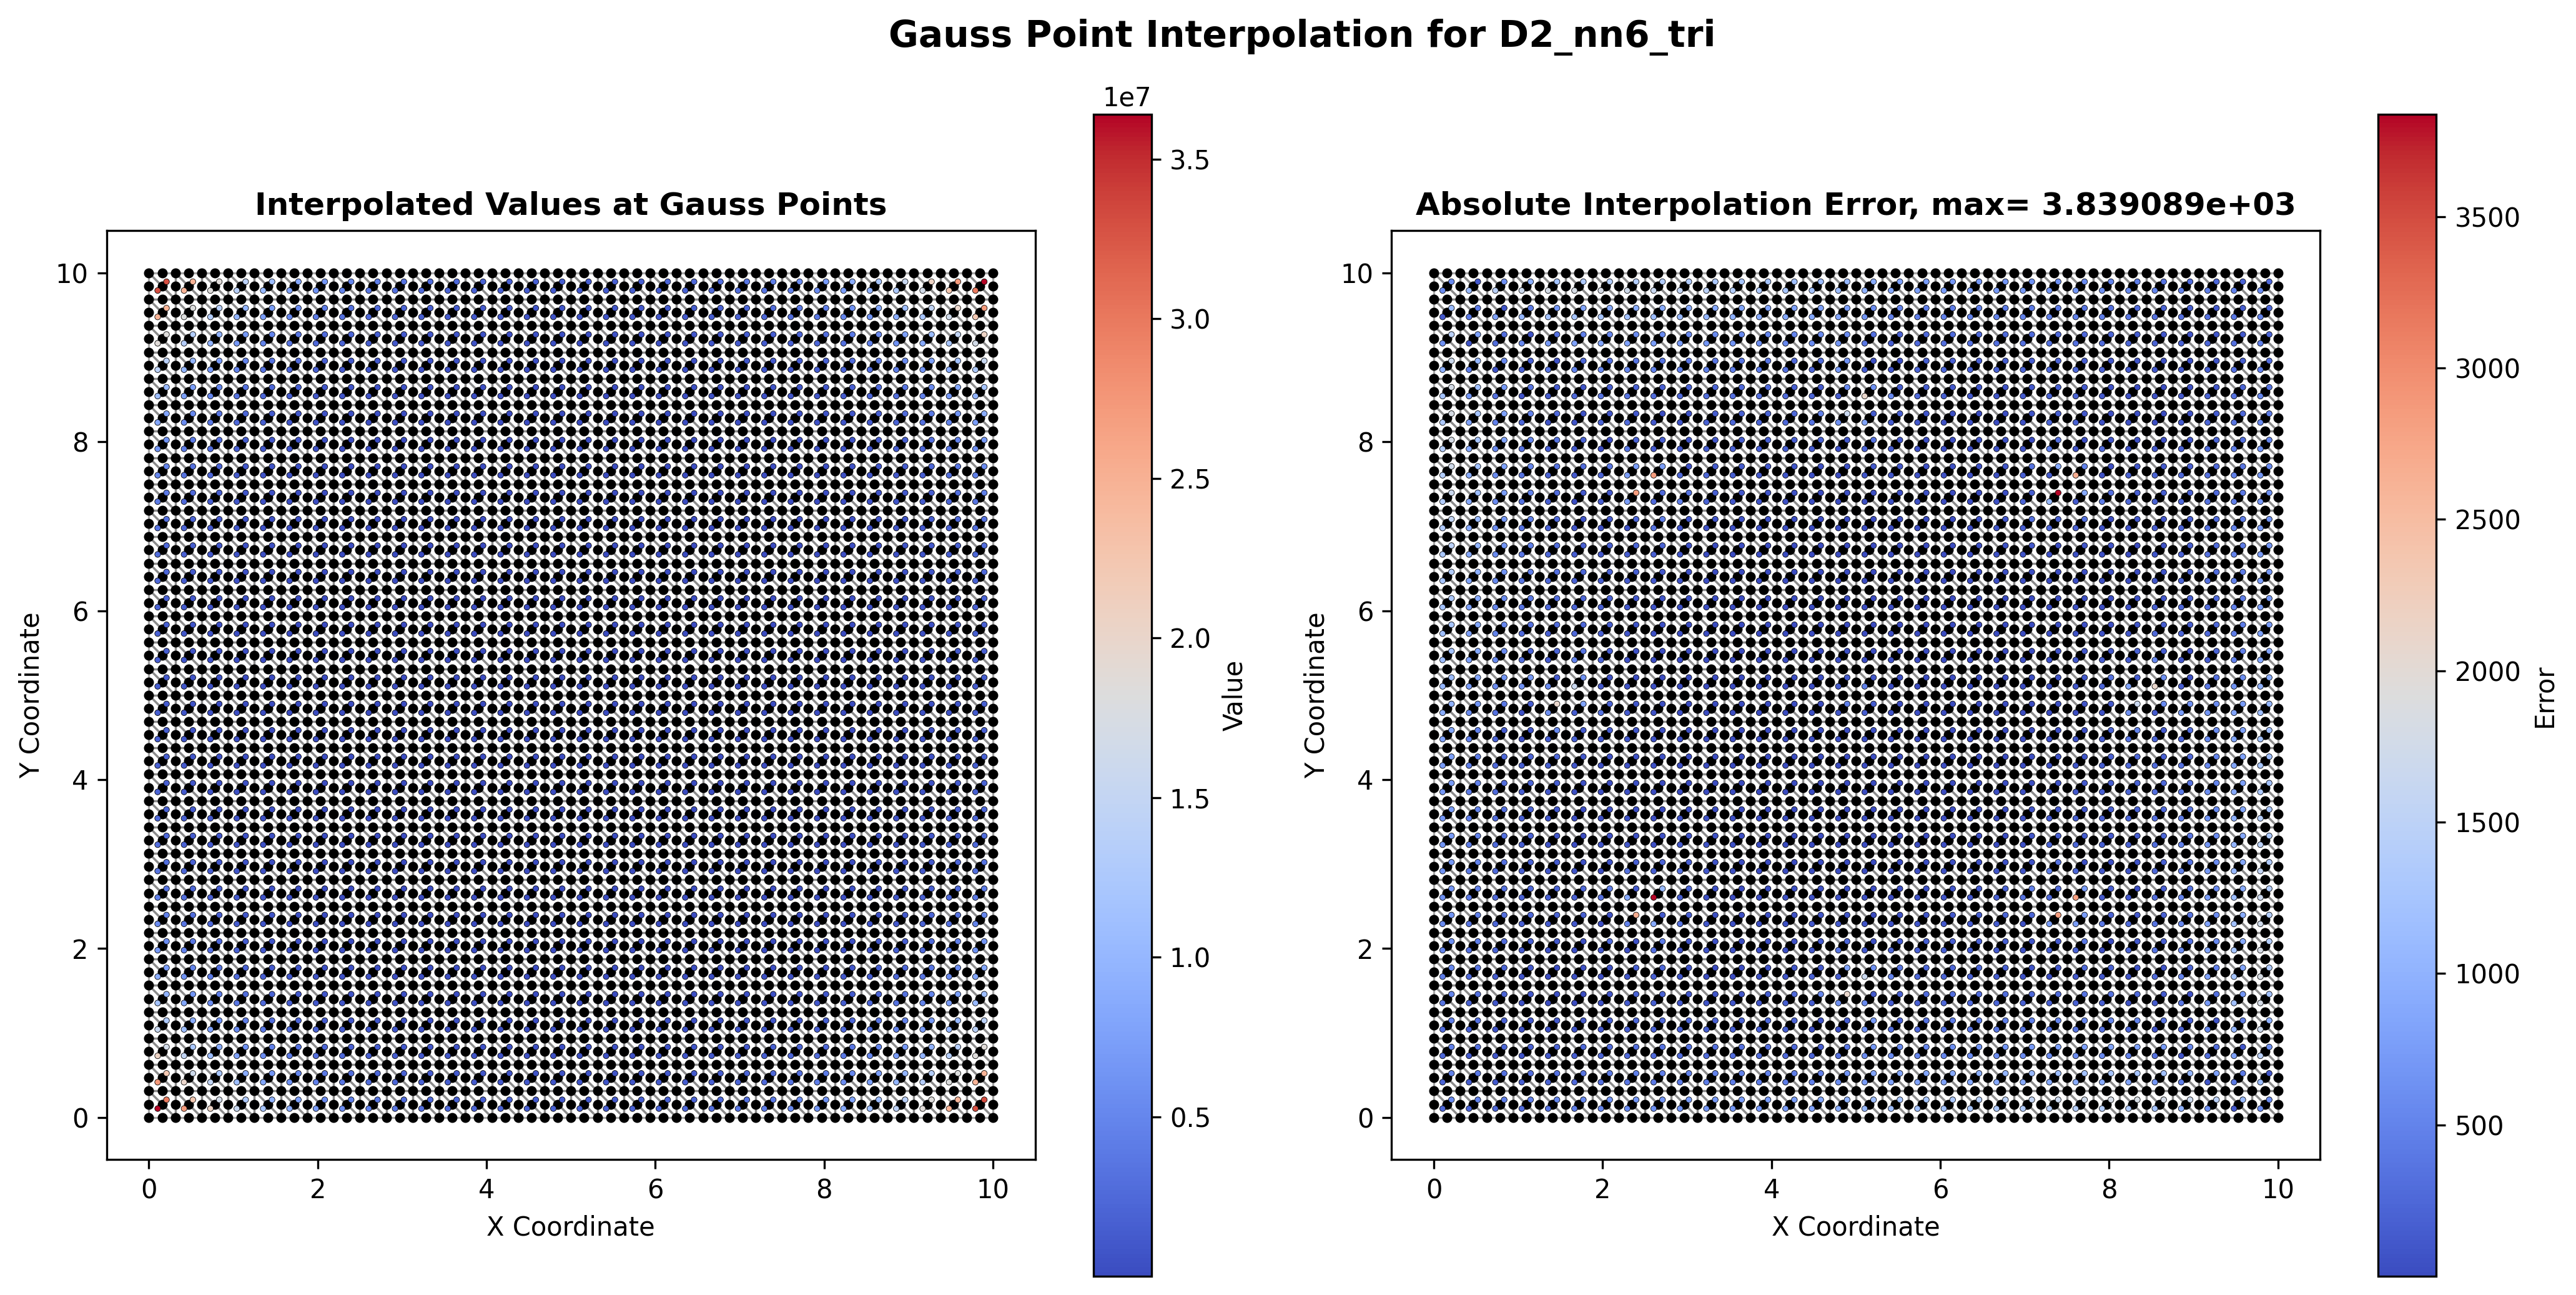 Gauss Point Interpolation for D2_nn6_tri
Interpolated Values at Gauss Points
10
8
6
4
2
0
Y Coordinate
0 2 4 6 8 10
X Coordinate
1e7
3.5
3.0
2.5
2.0
1.5
1.0
0.5
Value
Absolute Interpolation Error, max= 3.839089e+03
10
8
6
4
2
0
Y Coordinate
0 2 4 6 8 10
X Coordinate
3500
3000
2500
2000
1500
1000
500
Error